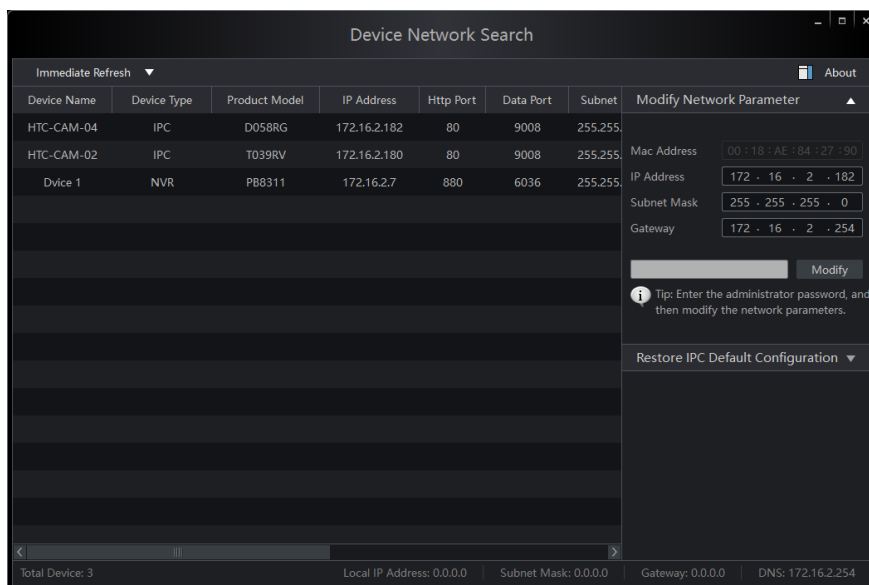 Device Network Search
Immediate Refresh
About
Device Name Device Type Product Model IP Address Http Port Data Port Subnet
HTC-CAM-04 IPC D058RG 172.16.2.182 80 9008 255.255.
HTC-CAM-02 IPC T039RV 172.16.2.180 80 9008 255.255.
Dvice 1 NVR PB8311 172.16.2.7 880 6036 255.255.
Modify Network Parameter
Mac Address 00 : 18 : AE : 84 : 27 : 90
IP Address 172 . 16 . 2 . 182
Subnet Mask 255 . 255 . 255 . 0
Gateway 172 . 16 . 2 . 254
Modify
Tip: Enter the administrator password, and
then modify the network parameters.
Restore IPC Default Configuration
Total Device: 3 Local IP Address: 0.0.0.0 Subnet Mask: 0.0.0.0 Gateway: 0.0.0.0 DNS: 172.16.2.254